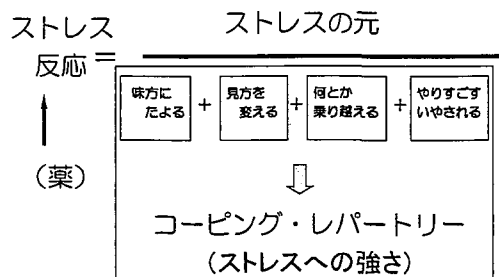 ストレスの元
ストレス
反応 =
味方に
たよる
+
見方を
変える
+
何とか
乗り越える
+
やりすごす
いやされる
(薬)
コーピング・レパートリー
(ストレスへの強さ)